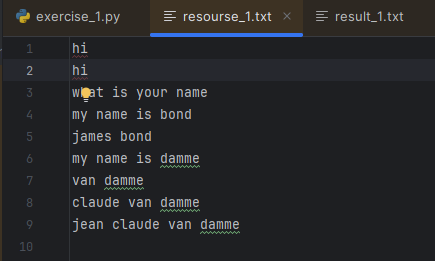 exercise_1.py resourse_1.txt result_1.txt
1 hi
2 hi
3 what is your name
4 my name is bond
5 james bond
6 my name is damme
7 van damme
8 claude van damme
9 jean claude van damme
10